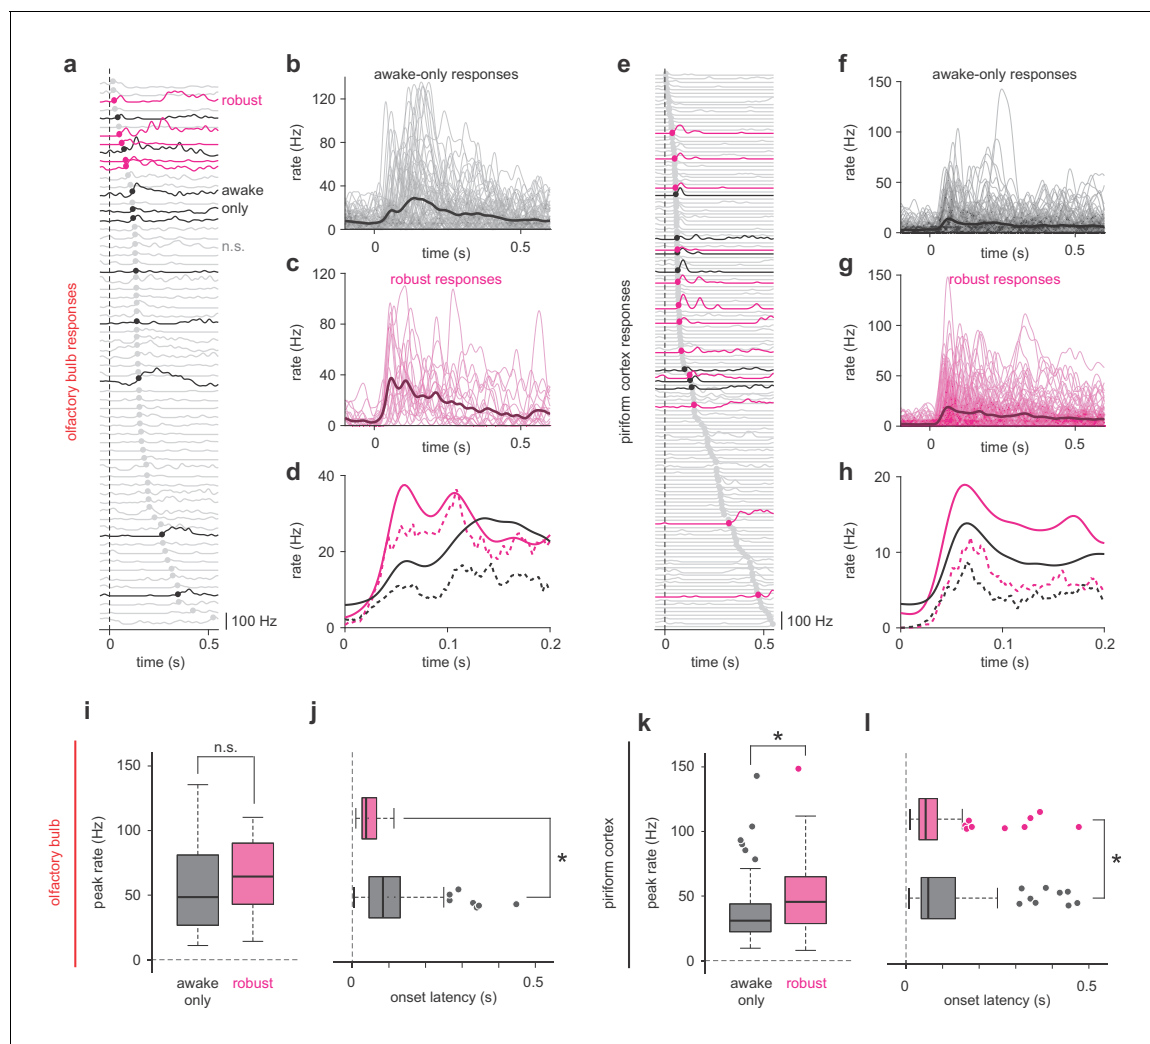 a
robust
awake
only
n.s.
olfactory bulb responses
100 Hz
0
0.5
time (s)
b
awake-only responses
rate (Hz)
120
80
40
0
0
0.5
time (s)
c
robust responses
rate (Hz)
120
80
40
0
0
0.5
time (s)
d
rate (Hz)
40
20
0
0
0.1
0.2
time (s)
e
piriform cortex responses
100 Hz
0
0.5
time (s)
f
awake-only responses
rate (Hz)
150
100
50
0
0
0.5
time (s)
g
robust responses
rate (Hz)
150
100
50
0
0
0.5
time (s)
h
rate (Hz)
20
10
0
0
0.1
0.2
time (s)
i
olfactory bulb
n.s.
peak rate (Hz)
150
100
50
0
awake
only
robust
j
*
0
0.5
onset latency (s)
k
piriform cortex
*
peak rate (Hz)
150
100
50
0
awake
only
robust
l
*
0
0.5
onset latency (s)